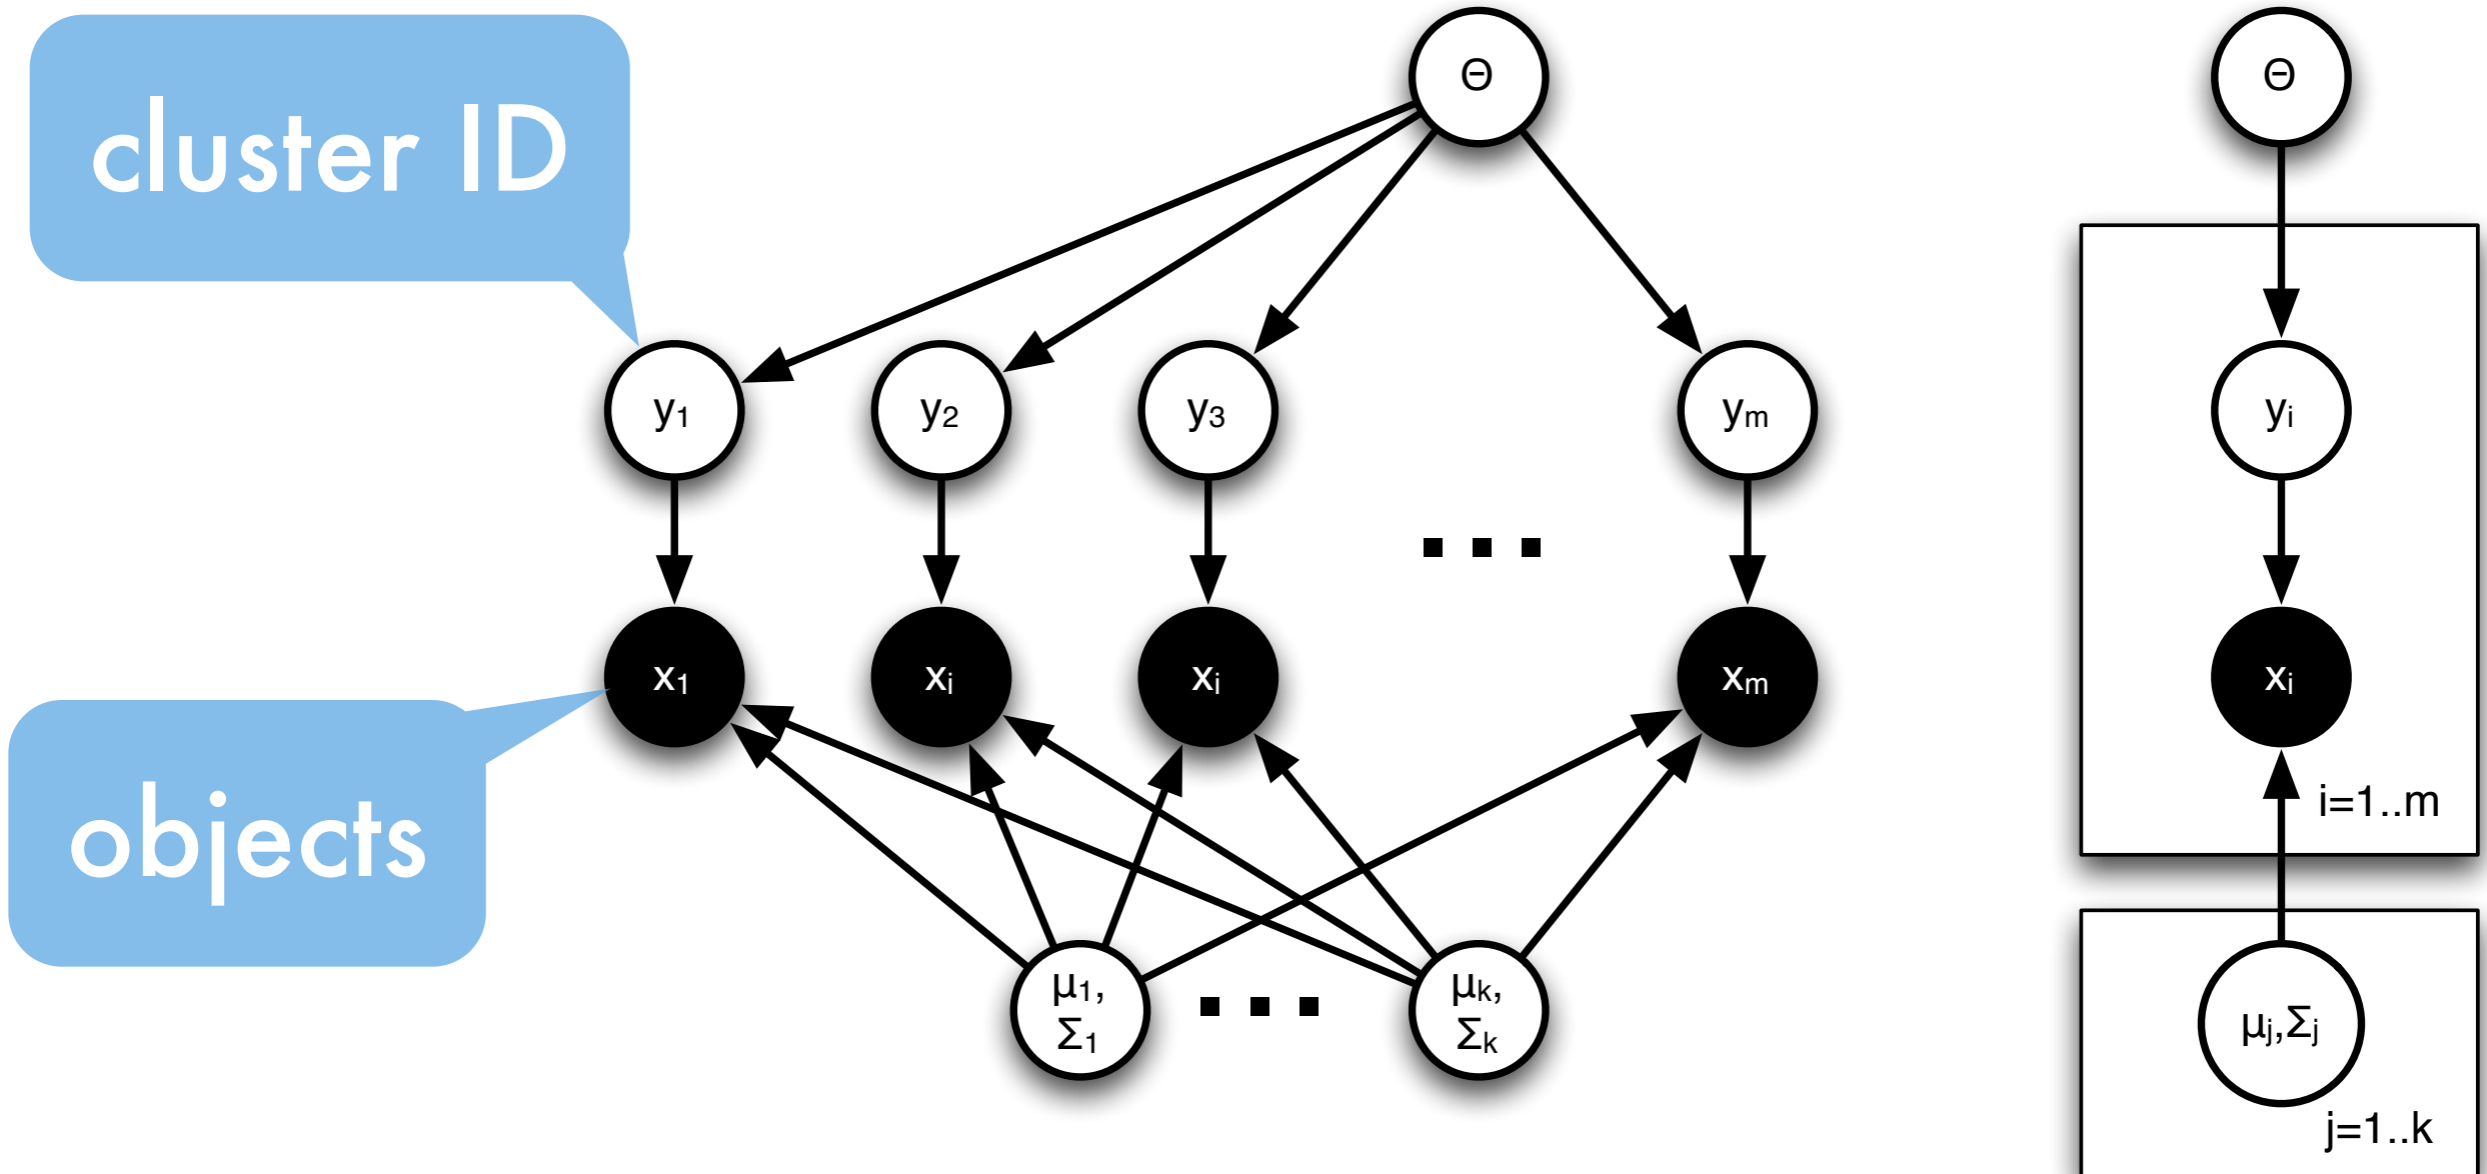 cluster ID
Θ
Θ
y₁
y₂
y₃
yₘ
yᵢ
x₁
xᵢ
xᵢ
xₘ
xᵢ
i=1..m
objects
μ₁,
Σ₁
μₖ,
Σₖ
μⱼ,Σⱼ
j=1..k